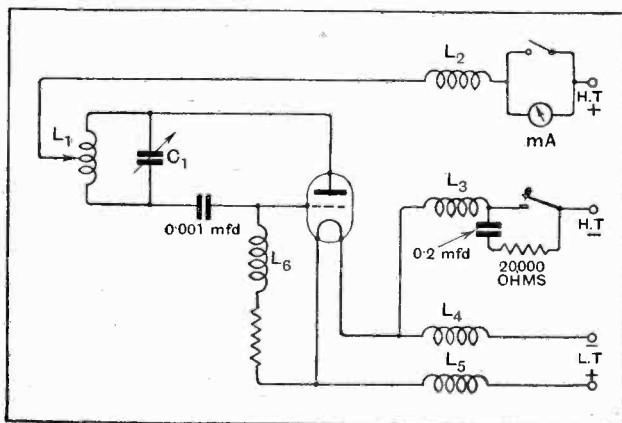 L2
H.T
+
mA
L1
C1
0·001 mfd
L6
L3
H.T
−
0·2 mfd
20,000
OHMS
L4
−
L.T
+
L5